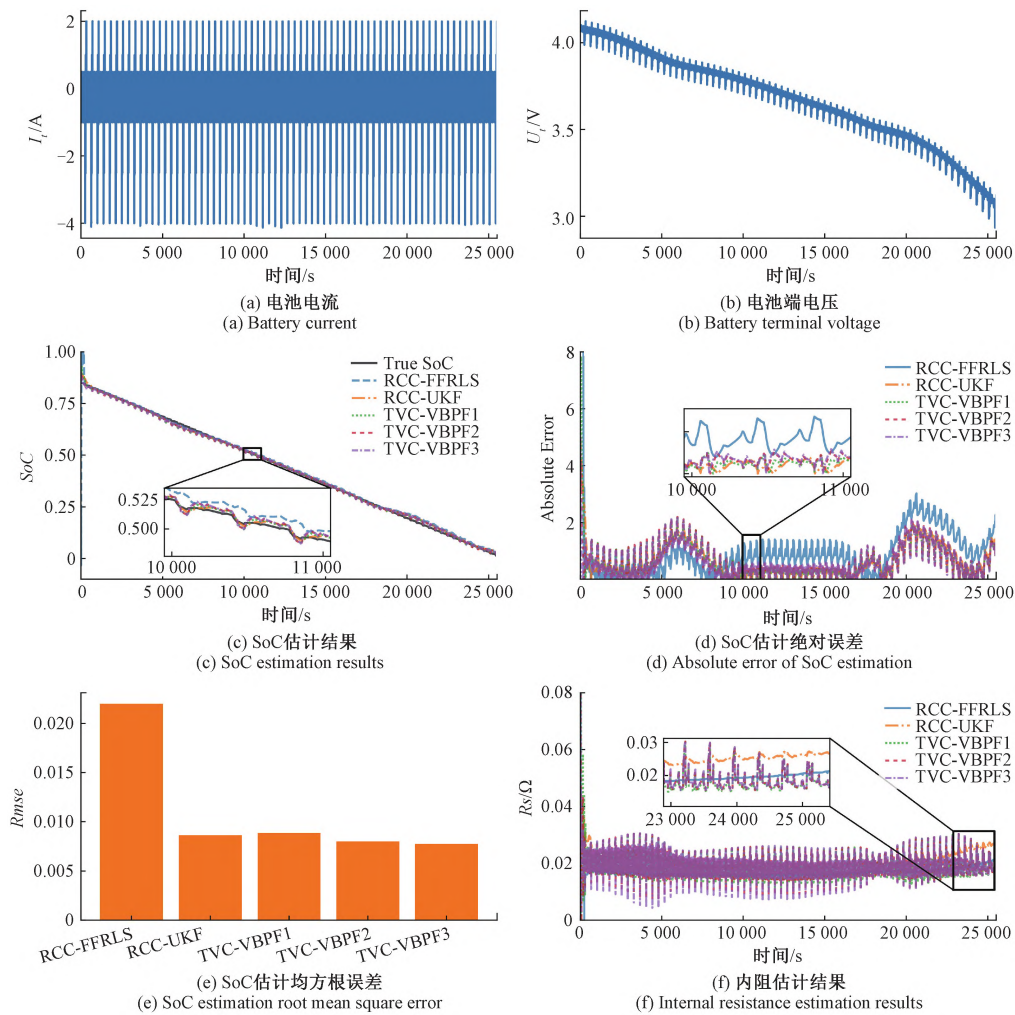 2
0
−2
−4
I_t/A
0
5 000
10 000
15 000
20 000
25 000
时间/s
(a) 电池电流
(a) Battery current
4.0
3.5
3.0
U_t/V
0
5 000
10 000
15 000
20 000
25 000
时间/s
(b) 电池端电压
(b) Battery terminal voltage
1.00
0.75
0.50
0.25
0
SoC
True SoC
RCC-FFRLS
RCC-UKF
TVC-VBPF1
TVC-VBPF2
TVC-VBPF3
0.525
0.500
10 000
11 000
0
5 000
10 000
15 000
20 000
25 000
时间/s
(c) SoC估计结果
(c) SoC estimation results
8
6
4
2
Absolute Error
RCC-FFRLS
RCC-UKF
TVC-VBPF1
TVC-VBPF2
TVC-VBPF3
10 000
11 000
0
5 000
10 000
15 000
20 000
25 000
时间/s
(d) SoC估计绝对误差
(d) Absolute error of SoC estimation
0.020
0.015
0.010
0.005
0
Rmse
RCC-FFRLS
RCC-UKF
TVC-VBPF1
TVC-VBPF2
TVC-VBPF3
(e) SoC估计均方根误差
(e) SoC estimation root mean square error
0.08
0.06
0.04
0.02
0
Rs/Ω
RCC-FFRLS
RCC-UKF
TVC-VBPF1
TVC-VBPF2
TVC-VBPF3
0.03
0.02
23 000
24 000
25 000
0
5 000
10 000
15 000
20 000
25 000
时间/s
(f) 内阻估计结果
(f) Internal resistance estimation results